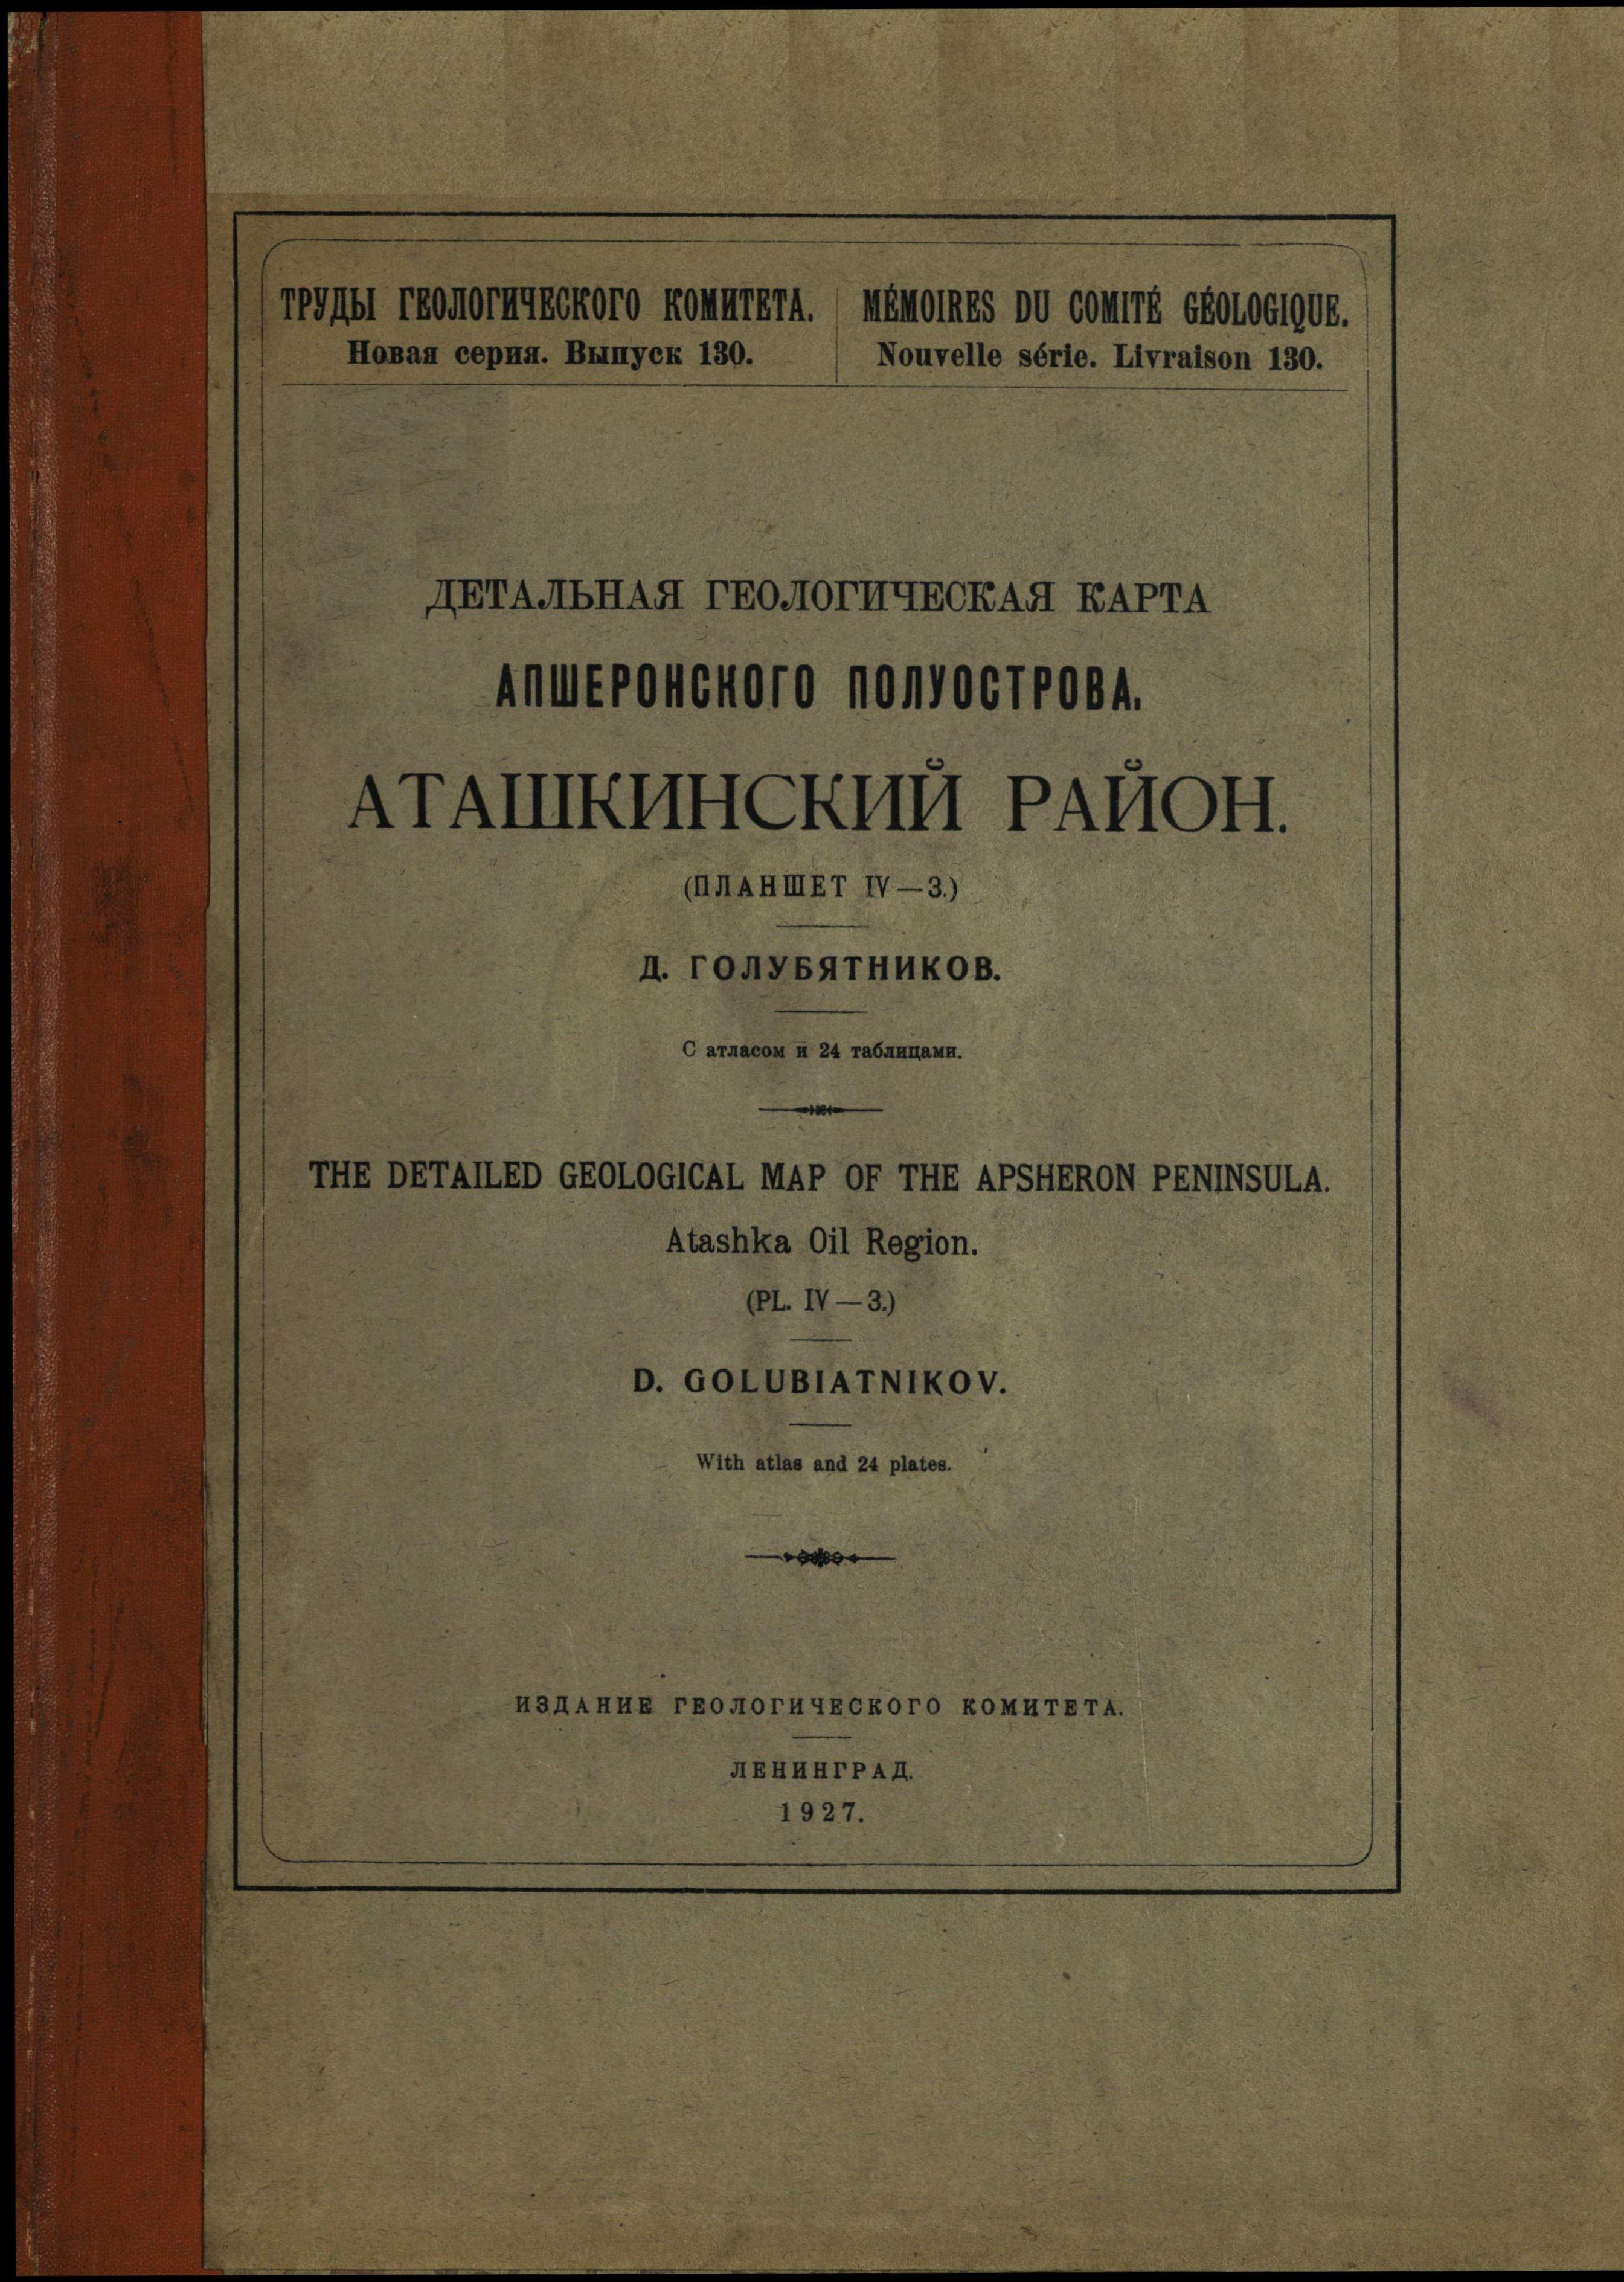 ТРУДЫ ГЕОЛОГИЧЕСКОГО КОМИТЕТА.
Новая серия. Выпуск 130.
MÉMOIRES DU COMITÉ GÉOLOGIQUE.
Nouvelle série. Livraison 130.
ДЕТАЛЬНАЯ ГЕОЛОГИЧЕСКАЯ КАРТА
АПШЕРОНСКОГО ПОЛУОСТРОВА.
АТАШКИНСКИЙ РАЙОН.
(ПЛАНШЕТ IV—3.)
Д. ГОЛУБЯТНИКОВ.
С атласом и 24 таблицами.
THE DETAILED GEOLOGICAL MAP OF THE APSHERON PENINSULA.
Atashka Oil Region.
(PL. IV—3.)
D. GOLUBIATNIKOV.
With atlas and 24 plates.
ИЗДАНИЕ ГЕОЛОГИЧЕСКОГО КОМИТЕТА.
ЛЕНИНГРАД.
1927.